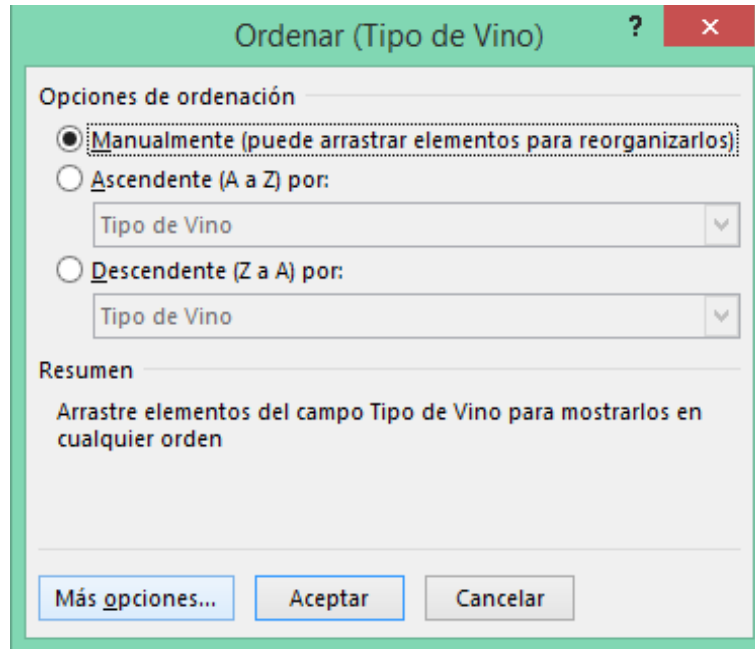 Ordenar (Tipo de Vino) ? ×
Opciones de ordenación
Manualmente (puede arrastrar elementos para reorganizarlos)
Ascendente (A a Z) por:
Tipo de Vino
Descendente (Z a A) por:
Tipo de Vino
Resumen
Arrastre elementos del campo Tipo de Vino para mostrarlos en
cualquier orden
Más opciones... Aceptar Cancelar